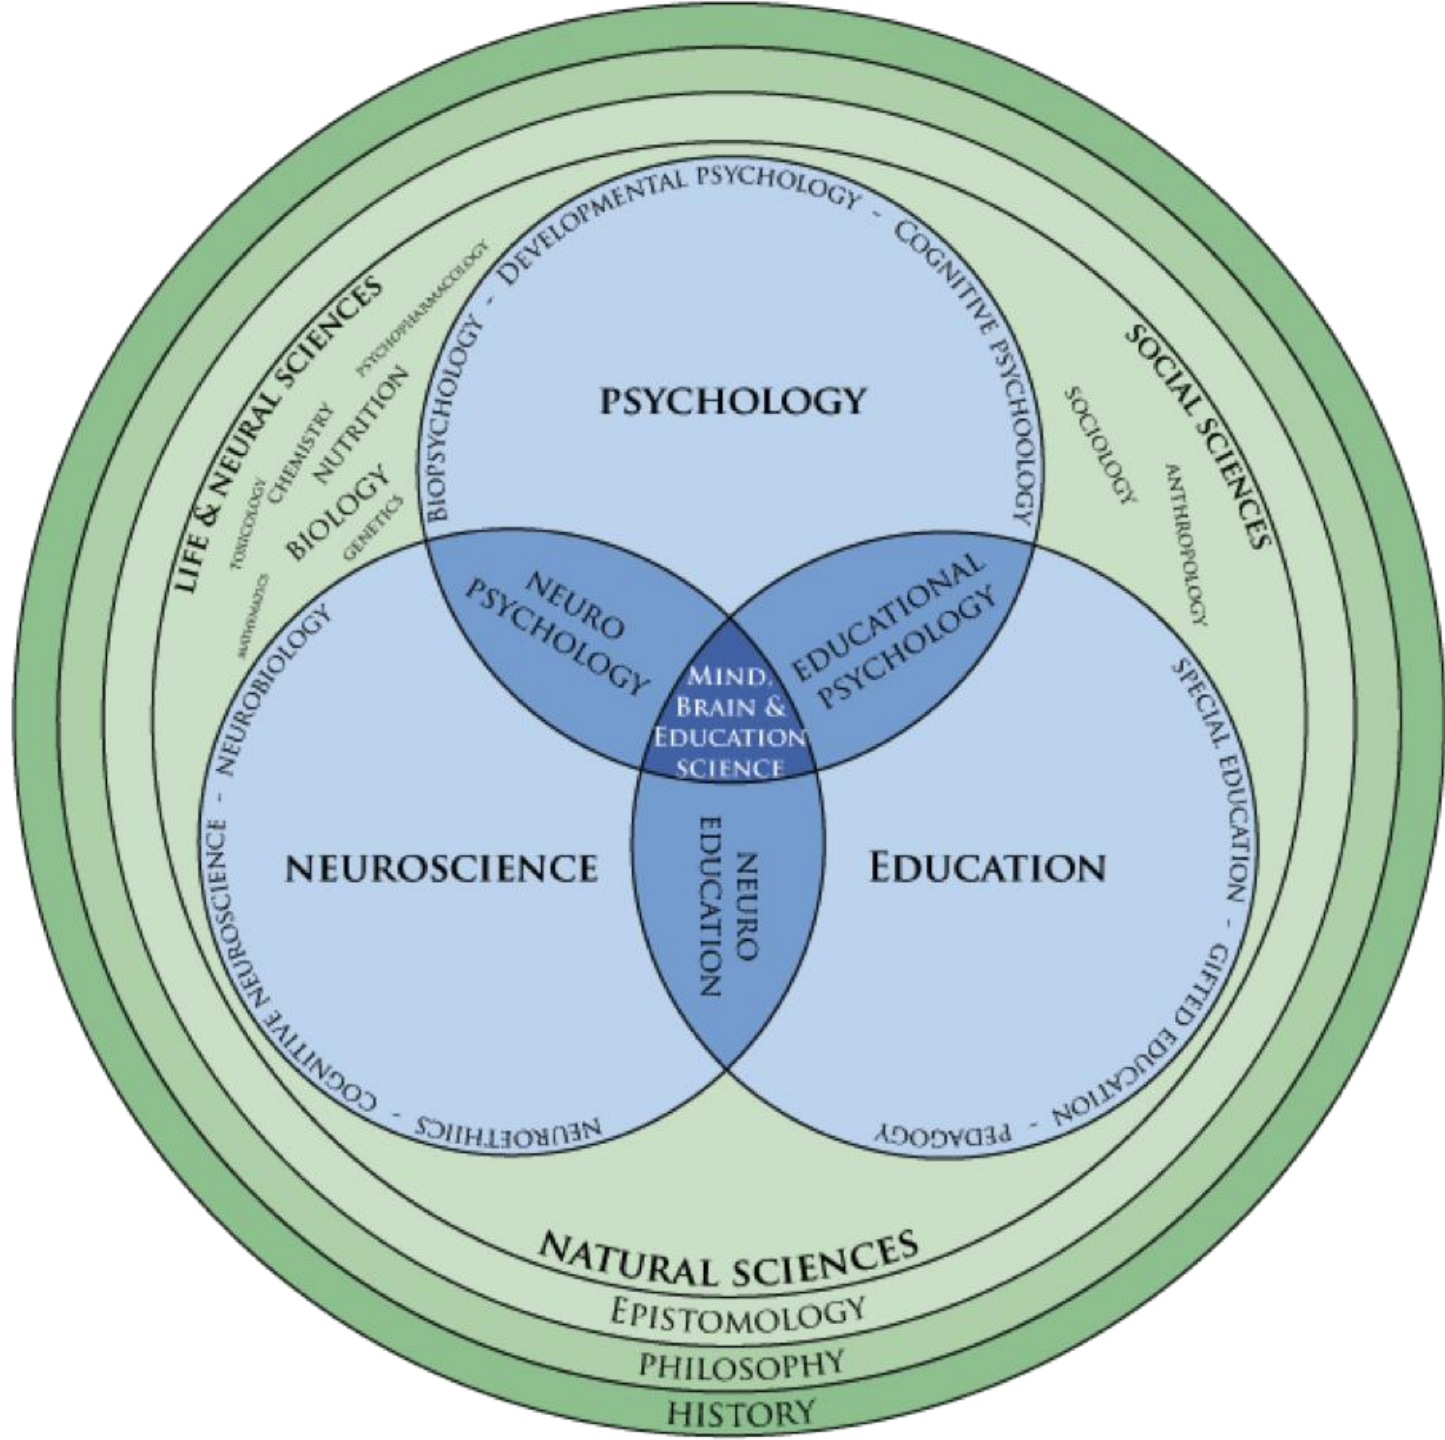 BIOPSYCHOLOGY - DEVELOPMENTAL PSYCHOLOGY - COGNITIVE PSYCHOLOGY
PSYCHOLOGY
LIFE & NEURAL SCIENCES
PSYCHOPHARMACOLOGY
NUTRITION
CHEMISTRY
TOXICOLOGY
BIOLOGY
GENETICS
MATHEMATICS
SOCIAL SCIENCES
SOCIOLOGY
ANTHROPOLOGY
NEURO
PSYCHOLOGY
EDUCATIONAL
PSYCHOLOGY
MIND,
BRAIN &
EDUCATION
SCIENCE
NEUROETHICS - COGNITIVE NEUROSCIENCE - NEUROBIOLOGY
NEUROSCIENCE
NEURO
EDUCATION
EDUCATION
SPECIAL EDUCATION - GIFTED EDUCATION - PEDAGOGY
NATURAL SCIENCES
EPISTOMOLOGY
PHILOSOPHY
HISTORY